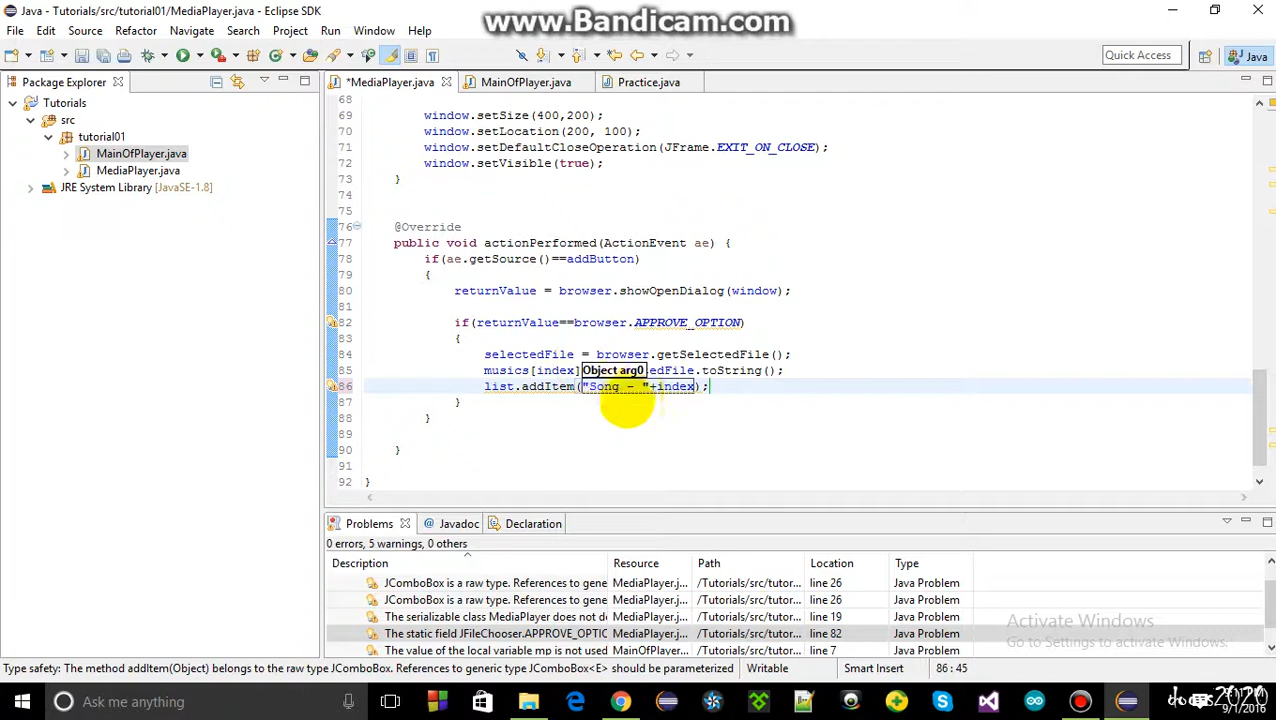 Java - Tutorials/src/tutorial01/MediaPlayer.java - Eclipse SDK
www.Bandicam.com
File Edit Source Refactor Navigate Search Project Run Window Help
Quick Access
Java
Package Explorer
*MediaPlayer.java
MainOfPlayer.java
Practice.java
Tutorials
src
tutorial01
MainOfPlayer.java
MediaPlayer.java
JRE System Library [JavaSE-1.8]
68
69 window.setSize(400,200);
70 window.setLocation(200, 100);
71 window.setDefaultCloseOperation(JFrame.EXIT_ON_CLOSE);
72 window.setVisible(true);
73 }
74
75
76 @Override
77 public void actionPerformed(ActionEvent ae) {
78 if(ae.getSource()==addButton)
79 {
80 returnValue = browser.showOpenDialog(window);
81
82 if(returnValue==browser.APPROVE_OPTION)
83 {
84 selectedFile = browser.getSelectedFile();
85 musics[index] Object arg0 edFile.toString();
86 list.addItem("Song - "+index);
87 }
88 }
89
90 }
91
92 }
Problems @ Javadoc Declaration
0 errors, 5 warnings, 0 others
Description Resource Path Location Type
JComboBox is a raw type. References to gene MediaPlayer.j... /Tutorials/src/tutor... line 26 Java Problem
JComboBox is a raw type. References to gene MediaPlayer.j... /Tutorials/src/tutor... line 26 Java Problem
The serializable class MediaPlayer does not de MediaPlayer.j... /Tutorials/src/tutor... line 19 Java Problem
The static field JFileChooser.APPROVE_OPTIC MediaPlayer.j... /Tutorials/src/tutor... line 82 Java Problem
The value of the local variable mp is not used MainOfPlayer.j... /Tutorials/src/tutor... line 7 Java Problem
Activate Windows
Go to Settings to activate Windows.
Type safety: The method addItem(Object) belongs to the raw type JComboBox. References to generic type JComboBox<E> should be parameterized Writable Smart Insert 86 : 45
Ask me anything
9/1/2016